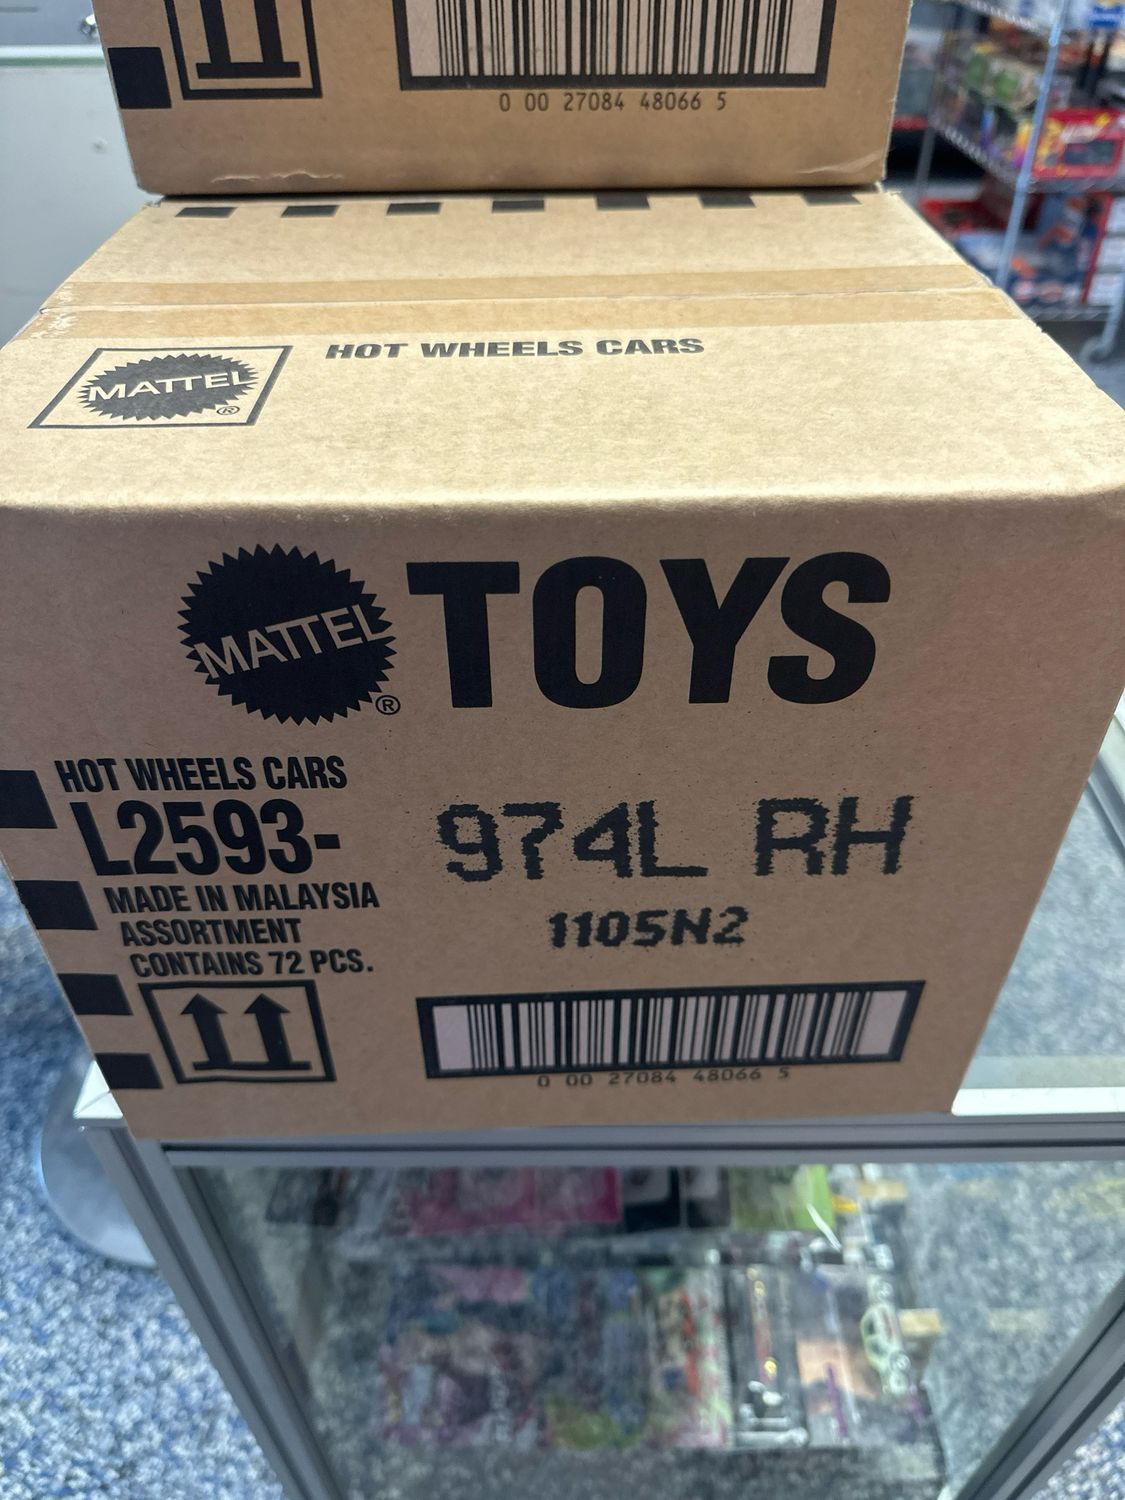 0 00 27084 48066 5
MATTEL ®
HOT WHEELS CARS
MATTEL ®
TOYS
HOT WHEELS CARS
L2593-
MADE IN MALAYSIA
ASSORTMENT
CONTAINS 72 PCS.
974L RH
1105N2
0 00 27084 48066 5